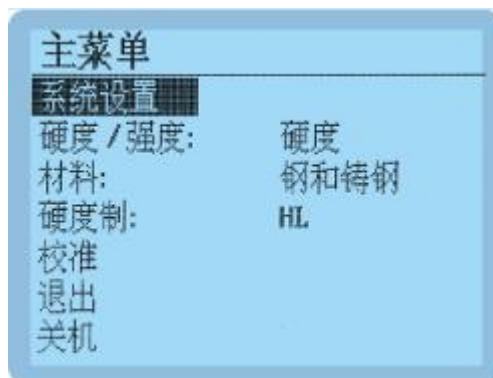 主菜单
系统设置
硬度 / 强度: 硬度
材料: 钢和铸钢
硬度制: HL
校准
退出
关机